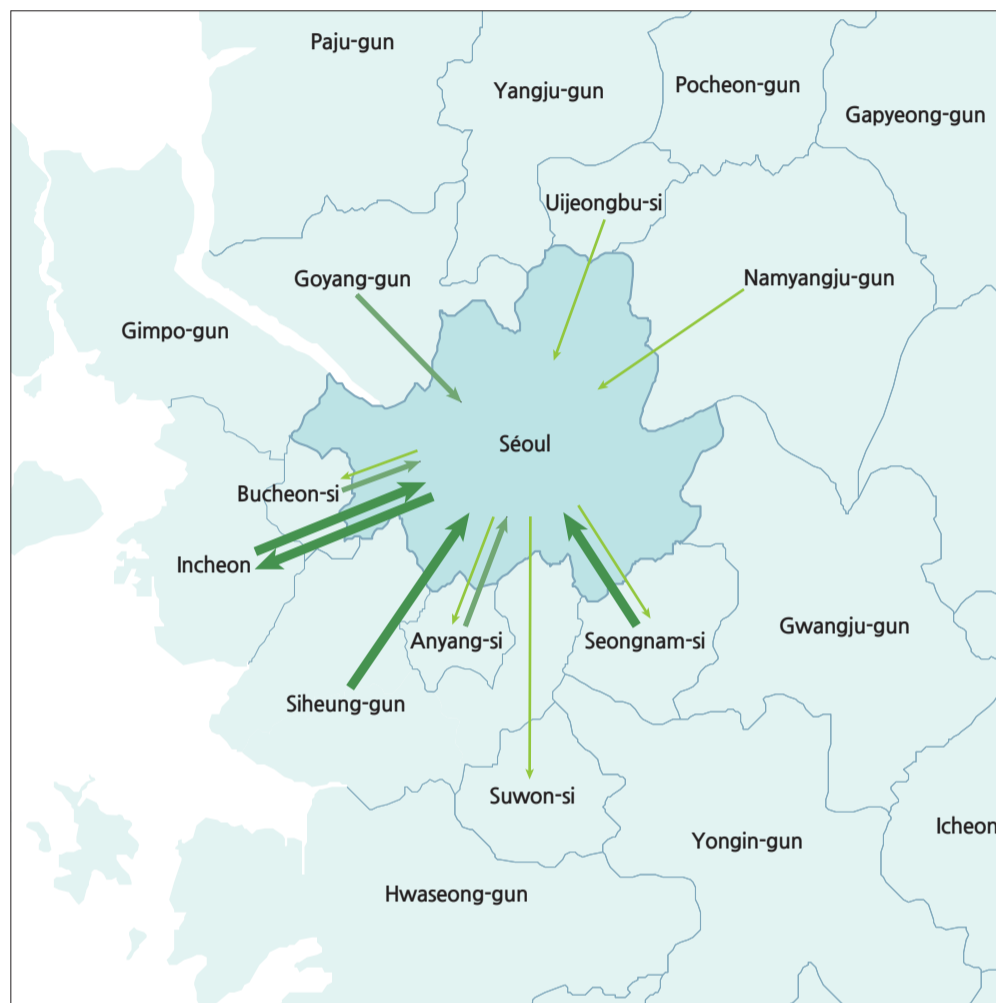 Paju-gun
Yangju-gun
Pocheon-gun
Gapyeong-gun
Uijeongbu-si
Goyang-gun
Namyangju-gun
Gimpo-gun
Séoul
Bucheon-si
Incheon
Anyang-si
Seongnam-si
Gwangju-gun
Siheung-gun
Suwon-si
Icheon
Yongin-gun
Hwaseong-gun